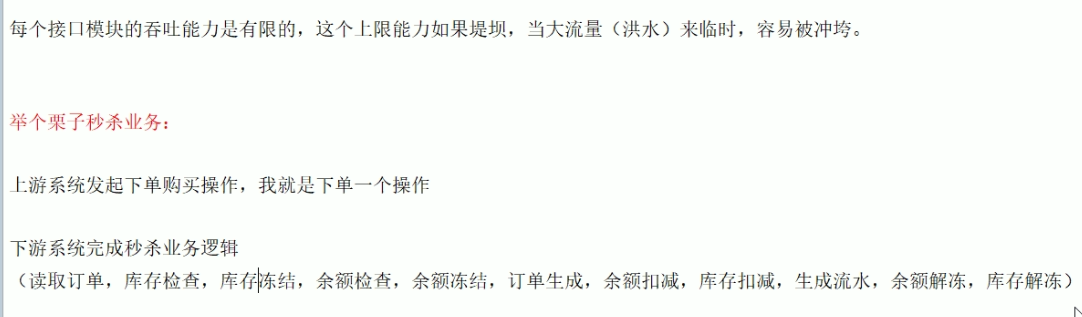 每个接口模块的吞吐能力是有限的，这个上限能力如果堤坝，当大流量（洪水）来临时，容易被冲垮。
举个栗子秒杀业务：
上游系统发起下单购买操作，我就是下单一个操作
下游系统完成秒杀业务逻辑
（读取订单，库存检查，库存冻结，余额检查，余额冻结，订单生成，余额扣减，库存扣减，生成流水，余额解冻，库存解冻）